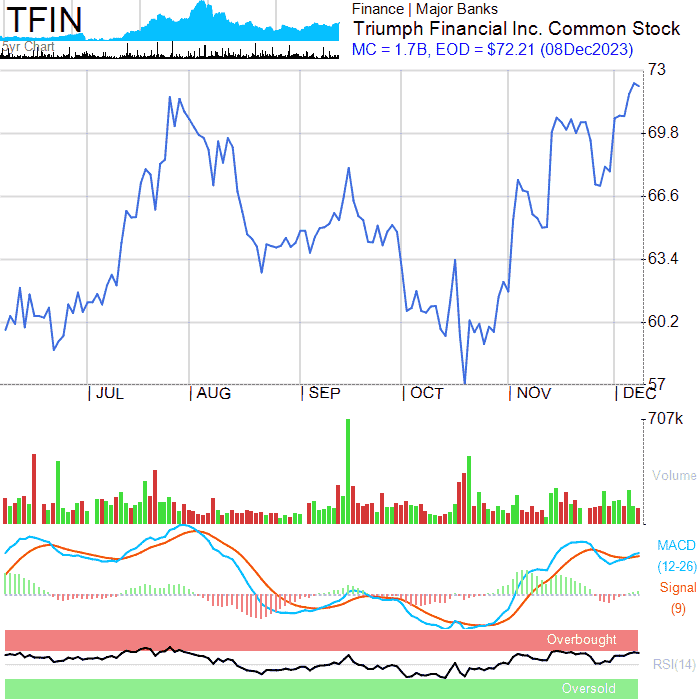 TFIN
5yr Chart
Finance | Major Banks
Triumph Financial Inc. Common Stock
MC = 1.7B, EOD = $72.21 (08Dec2023)
73
69.8
66.6
63.4
60.2
57
JUL AUG SEP OCT NOV DEC
707k
Volume
MACD
(12-26)
Signal
(9)
Overbought
RSI(14)
Oversold